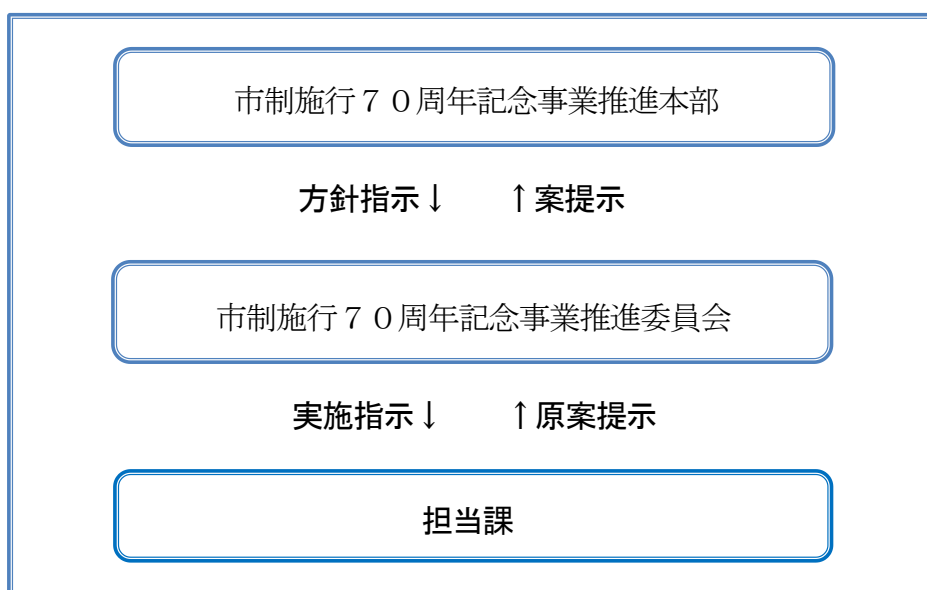 市制施行７０周年記念事業推進本部
方針指示↓　　↑案提示
市制施行７０周年記念事業推進委員会
実施指示↓　　↑原案提示
担当課